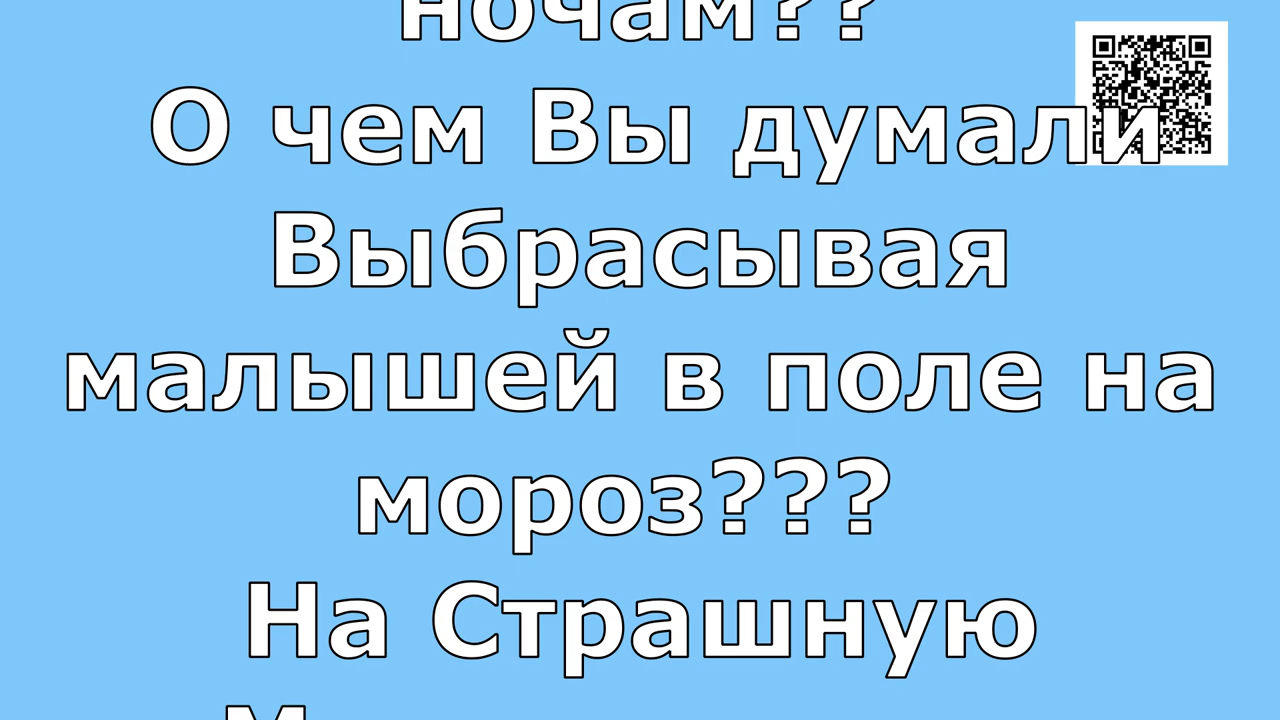 ночам??
О чем Вы думали
Выбрасывая
малышей в поле на
мороз???
На Страшную